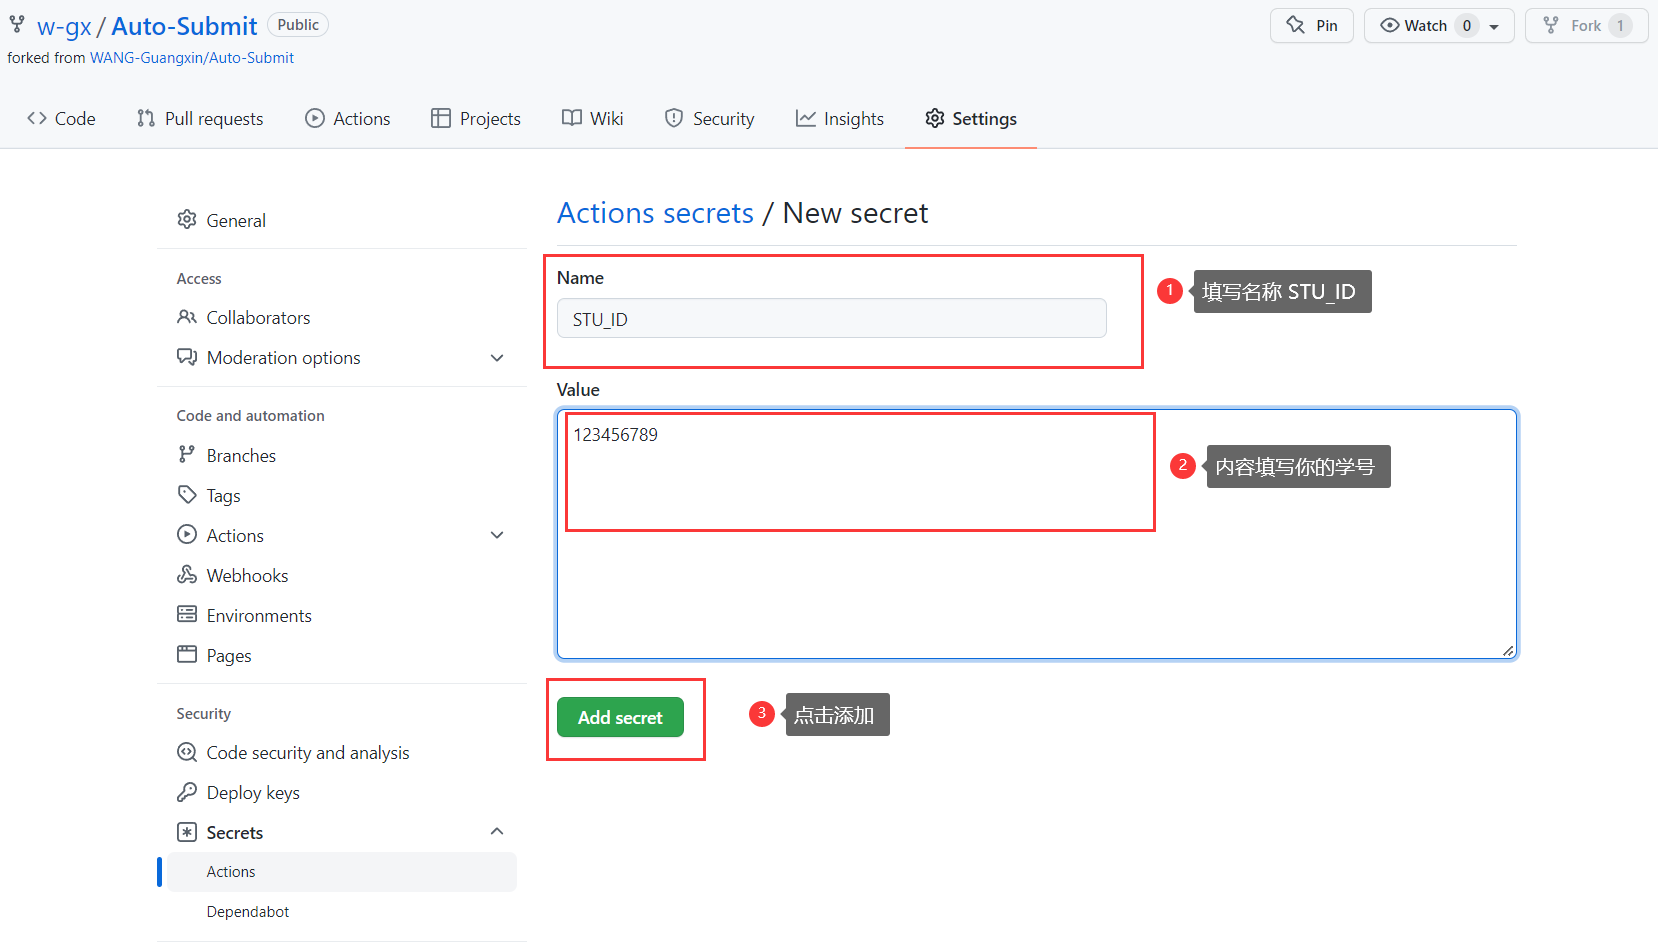 w-gx / Auto-Submit Public
Pin
Watch 0
Fork 1
forked from WANG-Guangxin/Auto-Submit
Code
Pull requests
Actions
Projects
Wiki
Security
Insights
Settings
General
Access
Collaborators
Moderation options
Code and automation
Branches
Tags
Actions
Webhooks
Environments
Pages
Security
Code security and analysis
Deploy keys
Secrets
Actions
Dependabot
Actions secrets / New secret
Name
STU_ID
1 填写名称 STU_ID
Value
123456789
2 内容填写你的学号
Add secret
3 点击添加